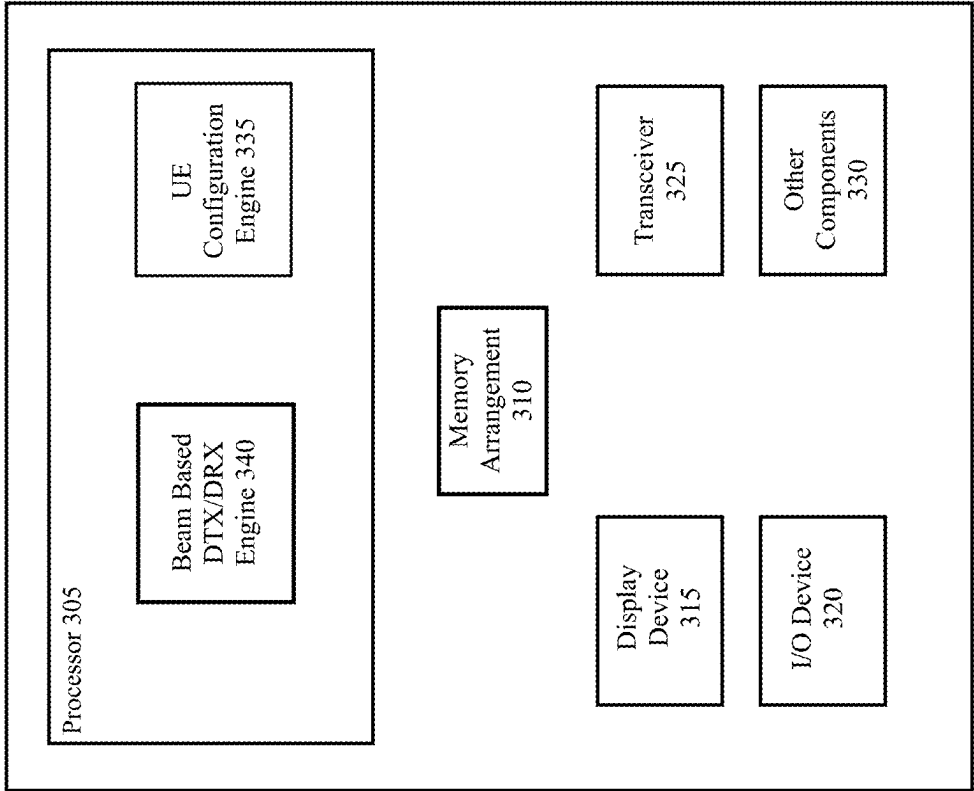 Processor 305
Beam Based
DTX/DRX
Engine 340
UE
Configuration
Engine 335
Memory
Arrangement
310
Display
Device
315
Transceiver
325
I/O Device
320
Other
Components
330